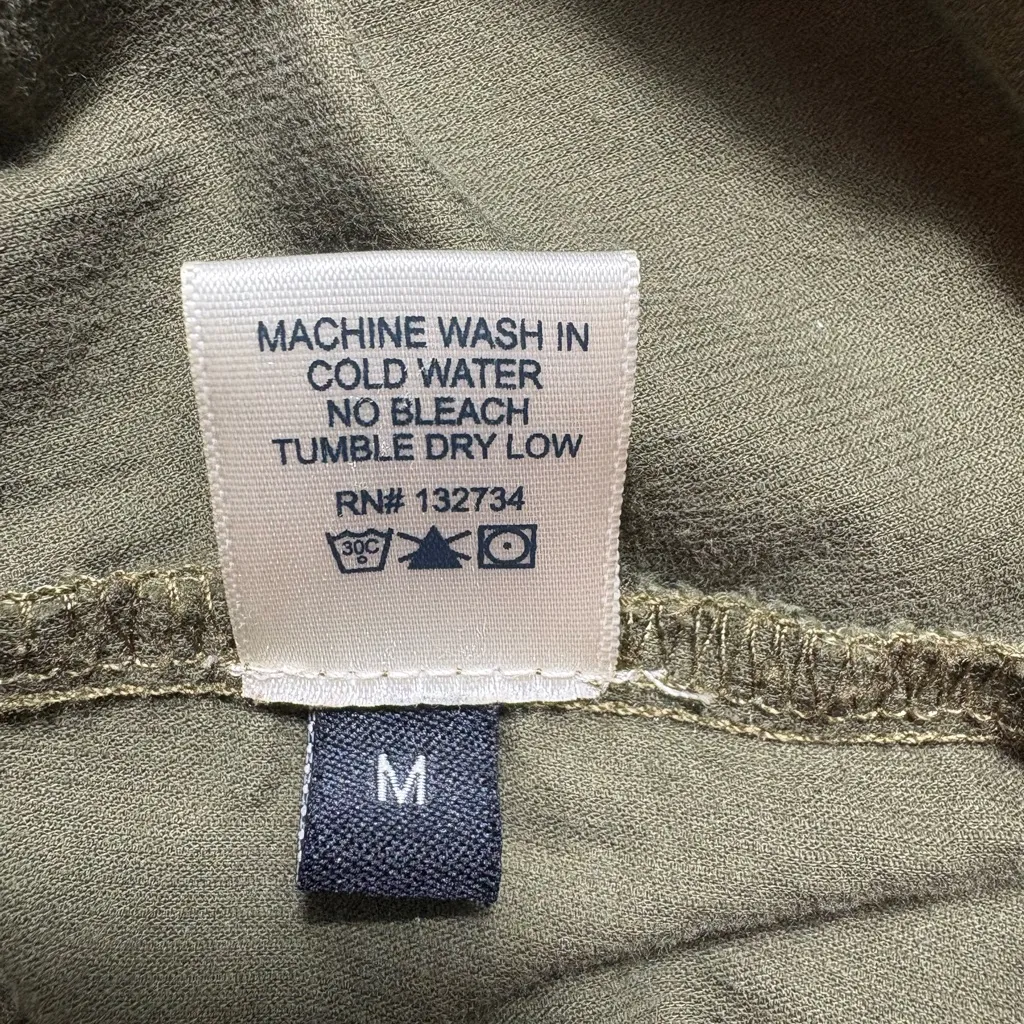 MACHINE WASH IN
COLD WATER
NO BLEACH
TUMBLE DRY LOW
RN# 132734
30C
M